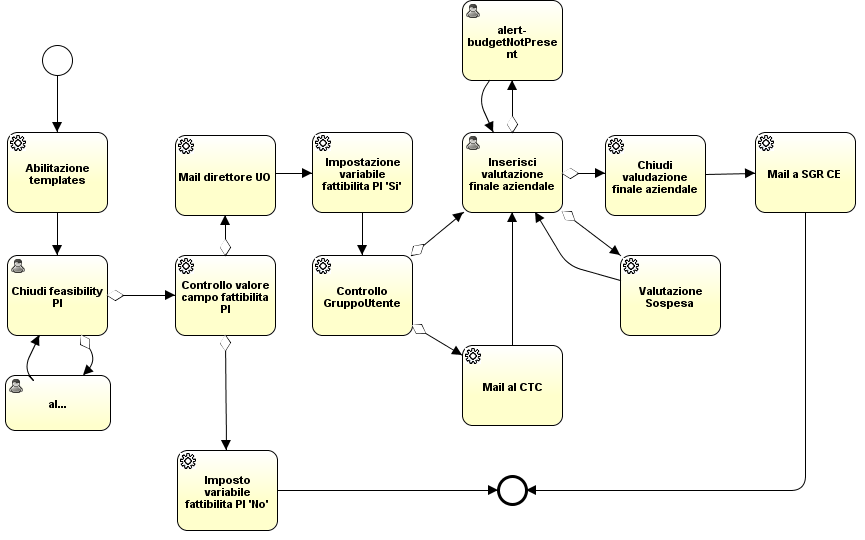 alert-
budgetNotPrese
nt
Abilitazione
templates
Mail direttore UO
Impostazione
variabile
fattibilita PI 'Si'
Inserisci
valutazione
finale aziendale
Chiudi
valudazione
finale aziendale
Mail a SGR CE
Chiudi feasibility
PI
Controllo valore
campo fattibilita
PI
Controllo
GruppoUtente
Valutazione
Sospesa
al...
Mail al CTC
Imposto
variabile
fattibilita PI 'No'